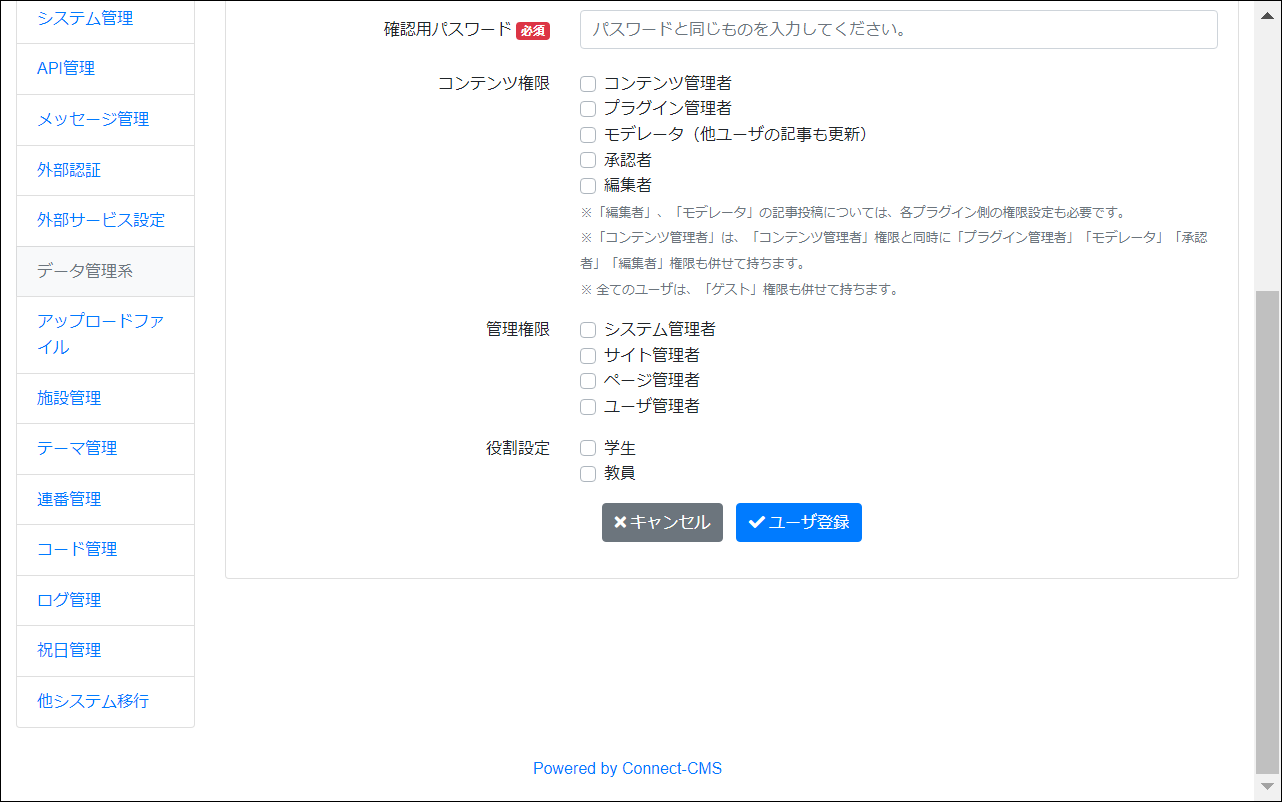 システム管理
API管理
メッセージ管理
外部認証
外部サービス設定
データ管理系
アップロードファ
イル
施設管理
テーマ管理
連番管理
コード管理
ログ管理
祝日管理
他システム移行
確認用パスワード 必須
パスワードと同じものを入力してください。
コンテンツ権限
コンテンツ管理者
プラグイン管理者
モデレータ（他ユーザの記事も更新）
承認者
編集者
※「編集者」、「モデレータ」の記事投稿については、各プラグイン側の権限設定も必要です。
※「コンテンツ管理者」は、「コンテンツ管理者」権限と同時に「プラグイン管理者」「モデレータ」「承認
者」「編集者」権限も併せて持ちます。
※ 全てのユーザは、「ゲスト」権限も併せて持ちます。
管理権限
システム管理者
サイト管理者
ページ管理者
ユーザ管理者
役割設定
学生
教員
キャンセル
ユーザ登録
Powered by Connect-CMS